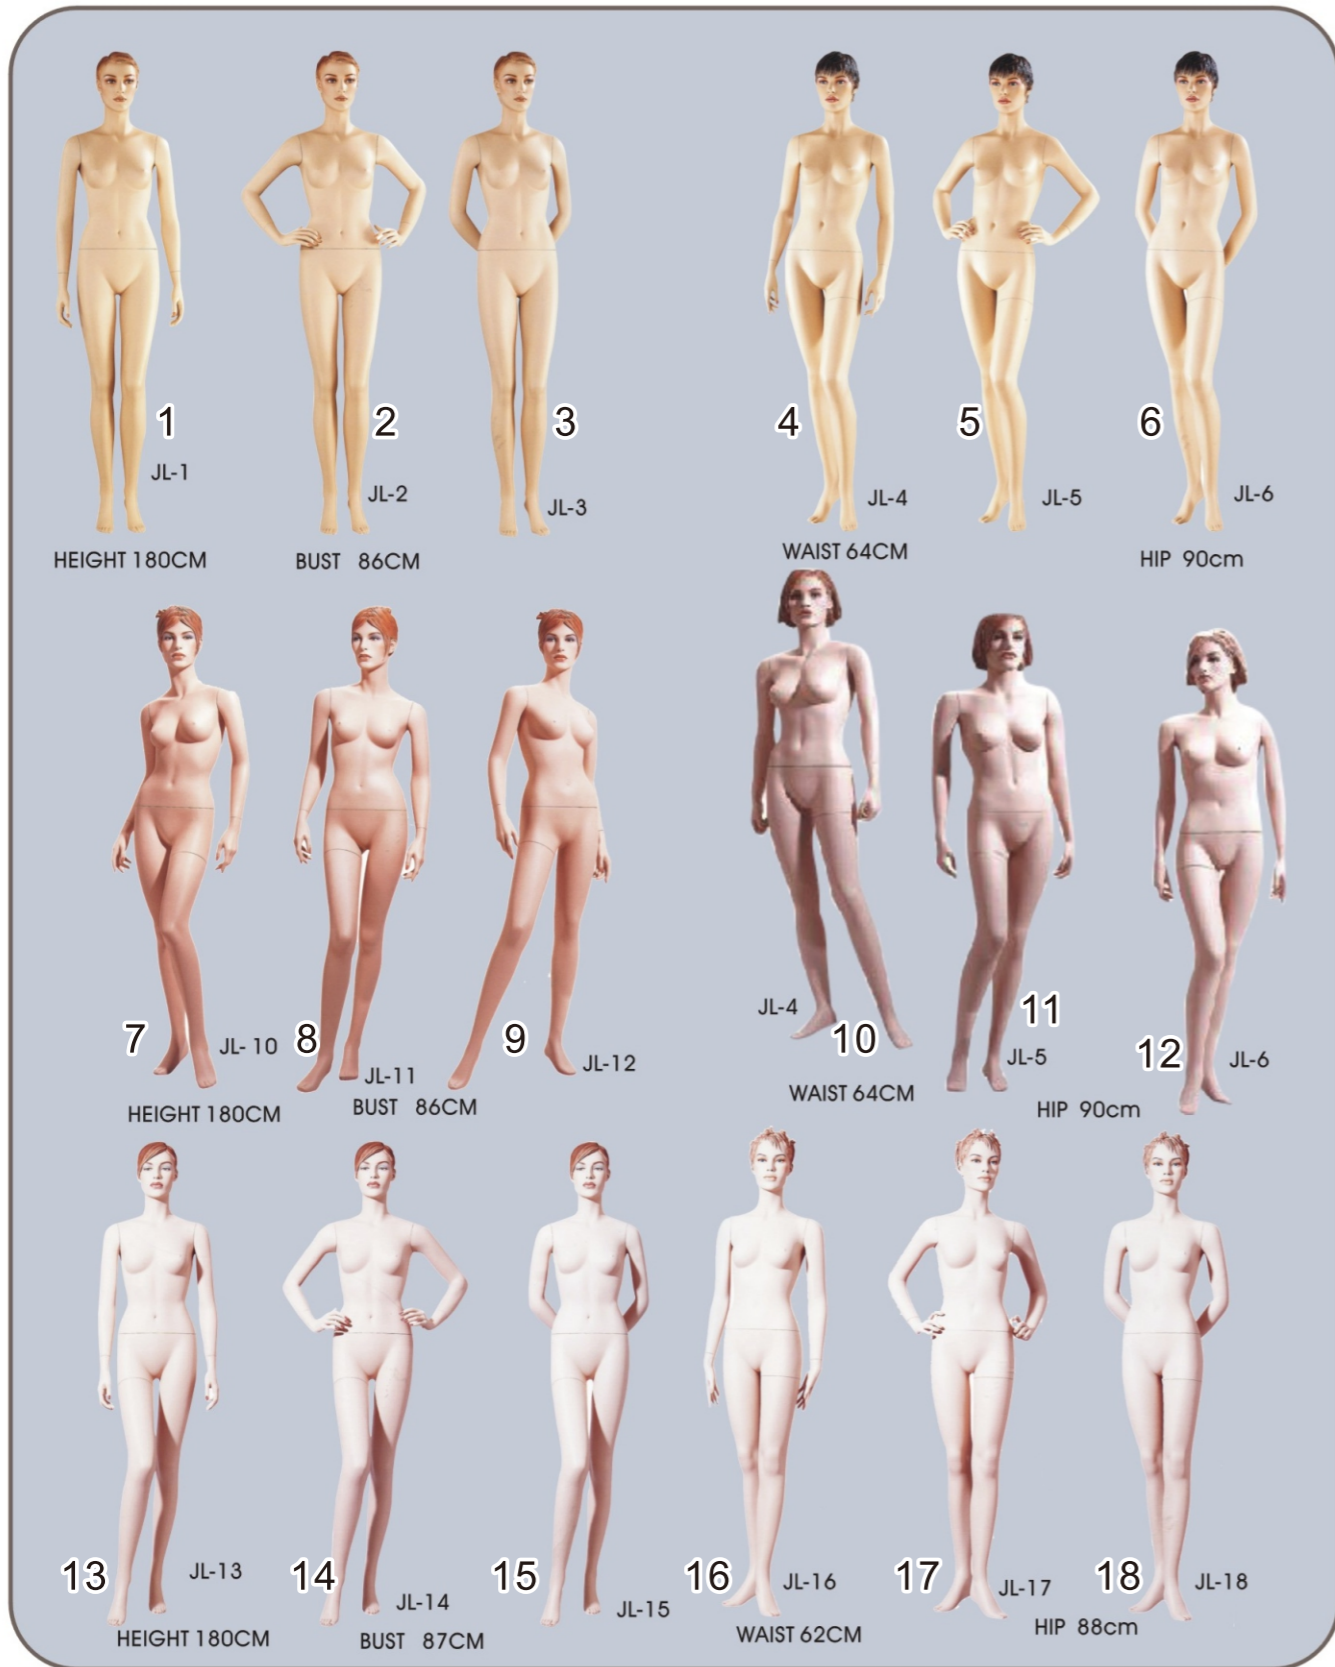 1 2 3 4 5 6
JL-1 JL-2 JL-3 JL-4 JL-5 JL-6
HEIGHT 180CM BUST 86CM WAIST 64CM HIP 90cm
7 8 9 10 11 12
JL- 10 JL-11 JL-12 JL-4 JL-5 JL-6
HEIGHT 180CM BUST 86CM WAIST 64CM HIP 90cm
13 14 15 16 17 18
JL-13 JL-14 JL-15 JL-16 JL-17 JL-18
HEIGHT 180CM BUST 87CM WAIST 62CM HIP 88cm